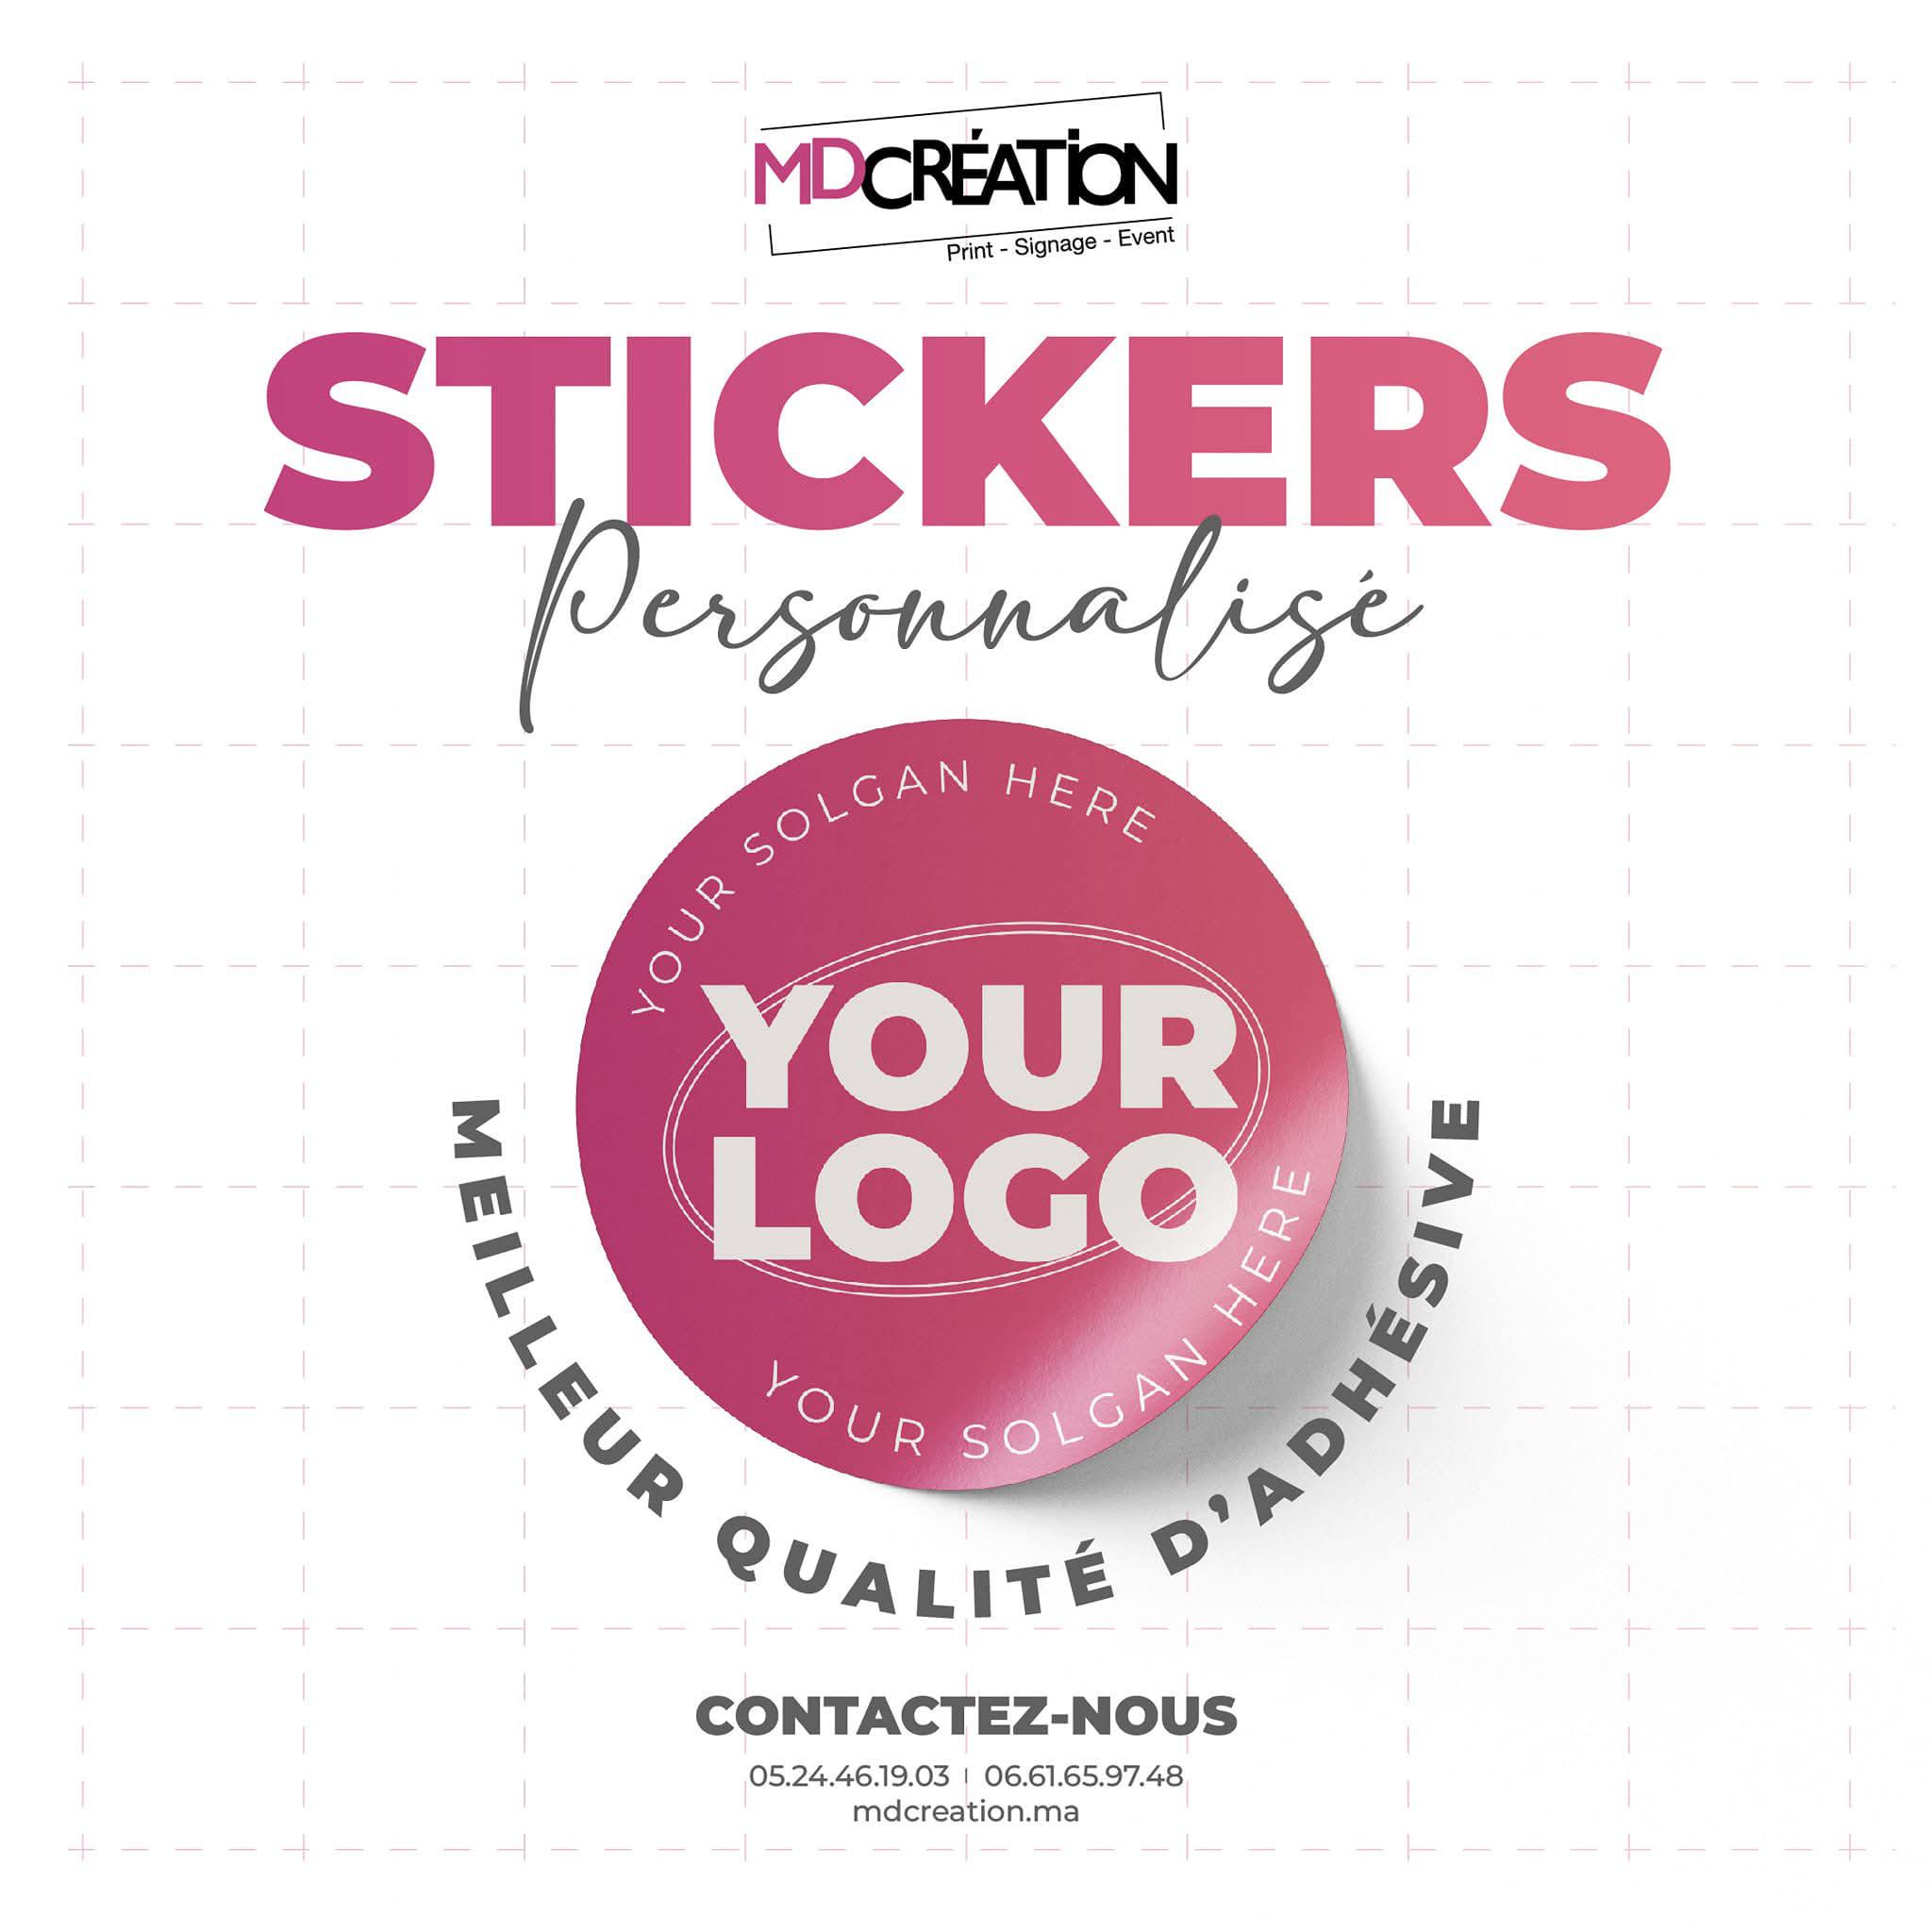 MDCRÉATiON
Print - Signage - Event
STICKERS
Personnalisé
YOUR SOLGAN HERE
YOUR
LOGO
YOUR SOLGAN HERE
MEILLEUR QUALITÉ D’ADHÉSIVE
CONTACTEZ-NOUS
05.24.46.19.03 | 06.61.65.97.48
mdcreation.ma